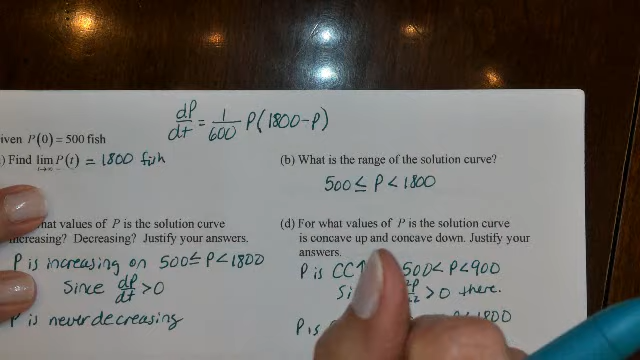 dP/dt = 1/600 P(1800-P)
iven P(0) = 500 fish
) Find lim P(t) = 1800 fish
(b) What is the range of the solution curve?
500 ≤ P < 1800
hat values of P is the solution curve
increasing? Decreasing? Justify your answers.
P is increasing on 500 ≤ P < 1800
Since dP/dt > 0
P is never decreasing
(d) For what values of P is the solution curve
is concave up and concave down. Justify your
answers.
P is CC↑ 500 < P < 900
Si > 0 there.
P is 1800